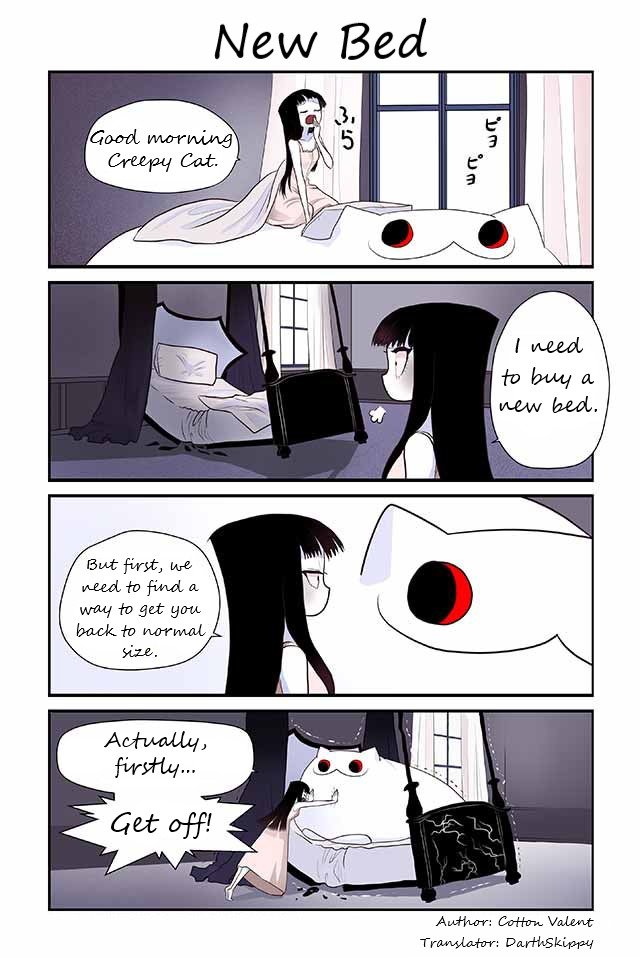 New Bed
Good morning
Creepy Cat.
ふら
ピヨ
ピヨ
I need
to buy a
new bed.
But first, we
need to find a
way to get you
back to normal
size.
Actually,
firstly...
Get off!
Author: Cotton Valent
Translator: DarthSkippy